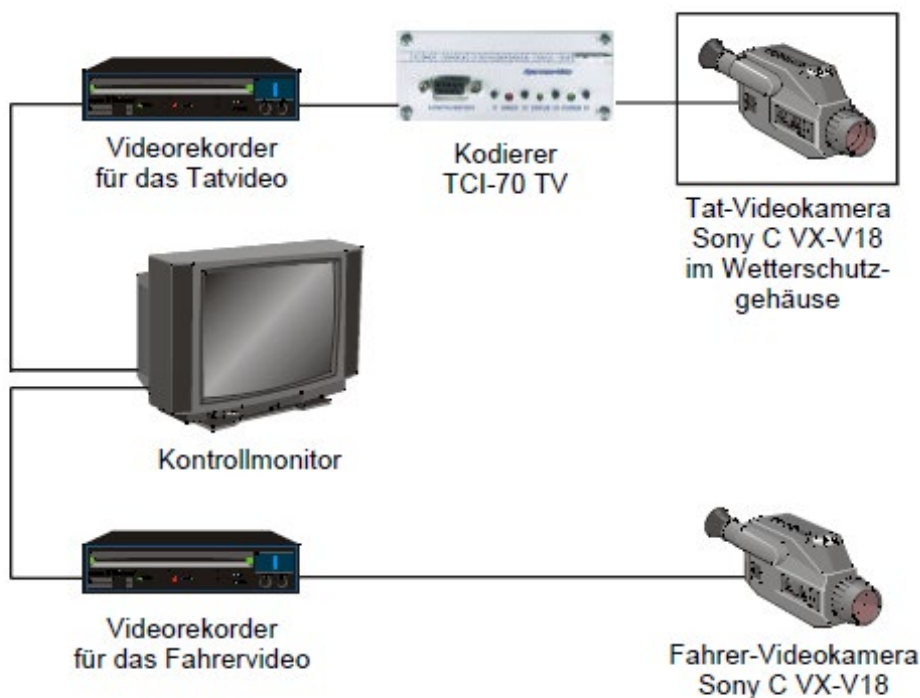 Videorekorder
für das Tatvideo
Kodierer
TCI-70 TV
Tat-Videokamera
Sony C VX-V18
im Wetterschutz-
gehäuse
Kontrollmonitor
Videorekorder
für das Fahrervideo
Fahrer-Videokamera
Sony C VX-V18